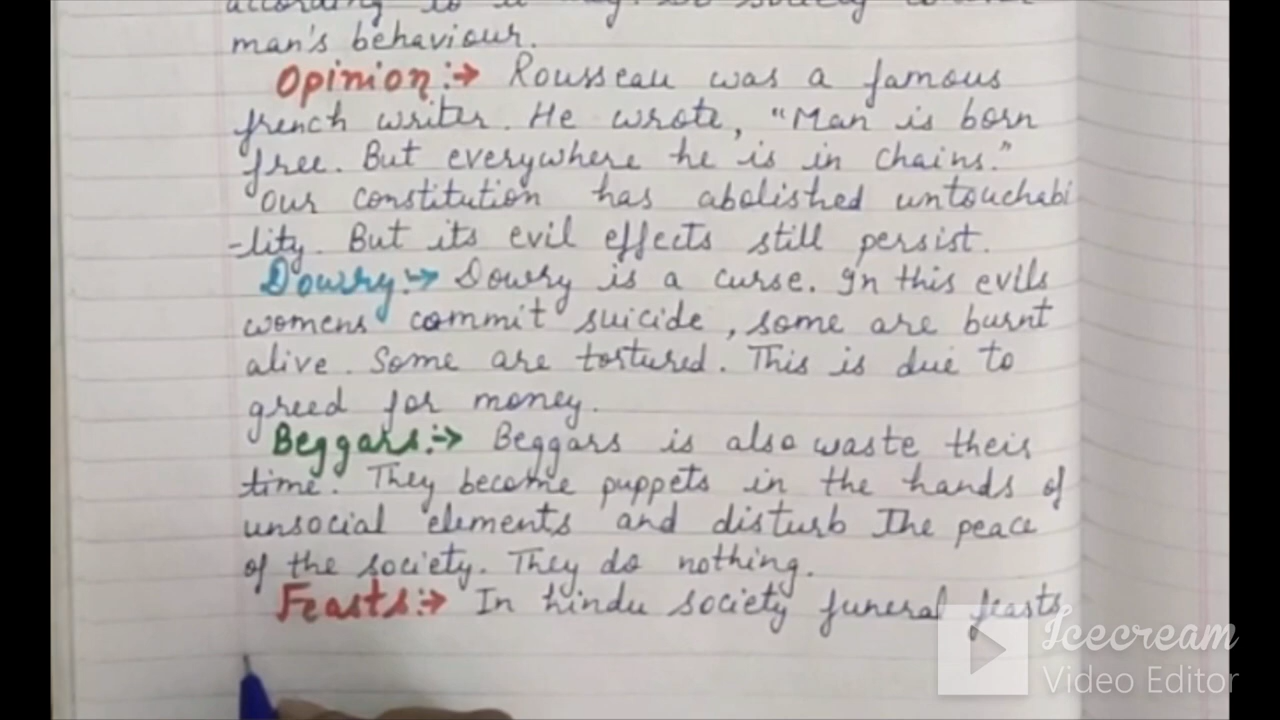 man's behaviour.
Opinion:→ Rousseau was a famous
french writer. He wrote, "Man is born
free. But everywhere he is in chains."
Our constitution has abolished untouchabi
-lity. But its evil effects still persist.
Dowry:→ Dowry is a curse. In this evils
womens commit suicide, some are burnt
alive. Some are tortured. This is due to
greed for money.
Beggars:→ Beggars is also waste their
time. They become puppets in the hands of
unsocial elements and disturb The peace
of the society. They do nothing.
Feasts:→ In hindu society funeral feasts
Icecream
Video Editor